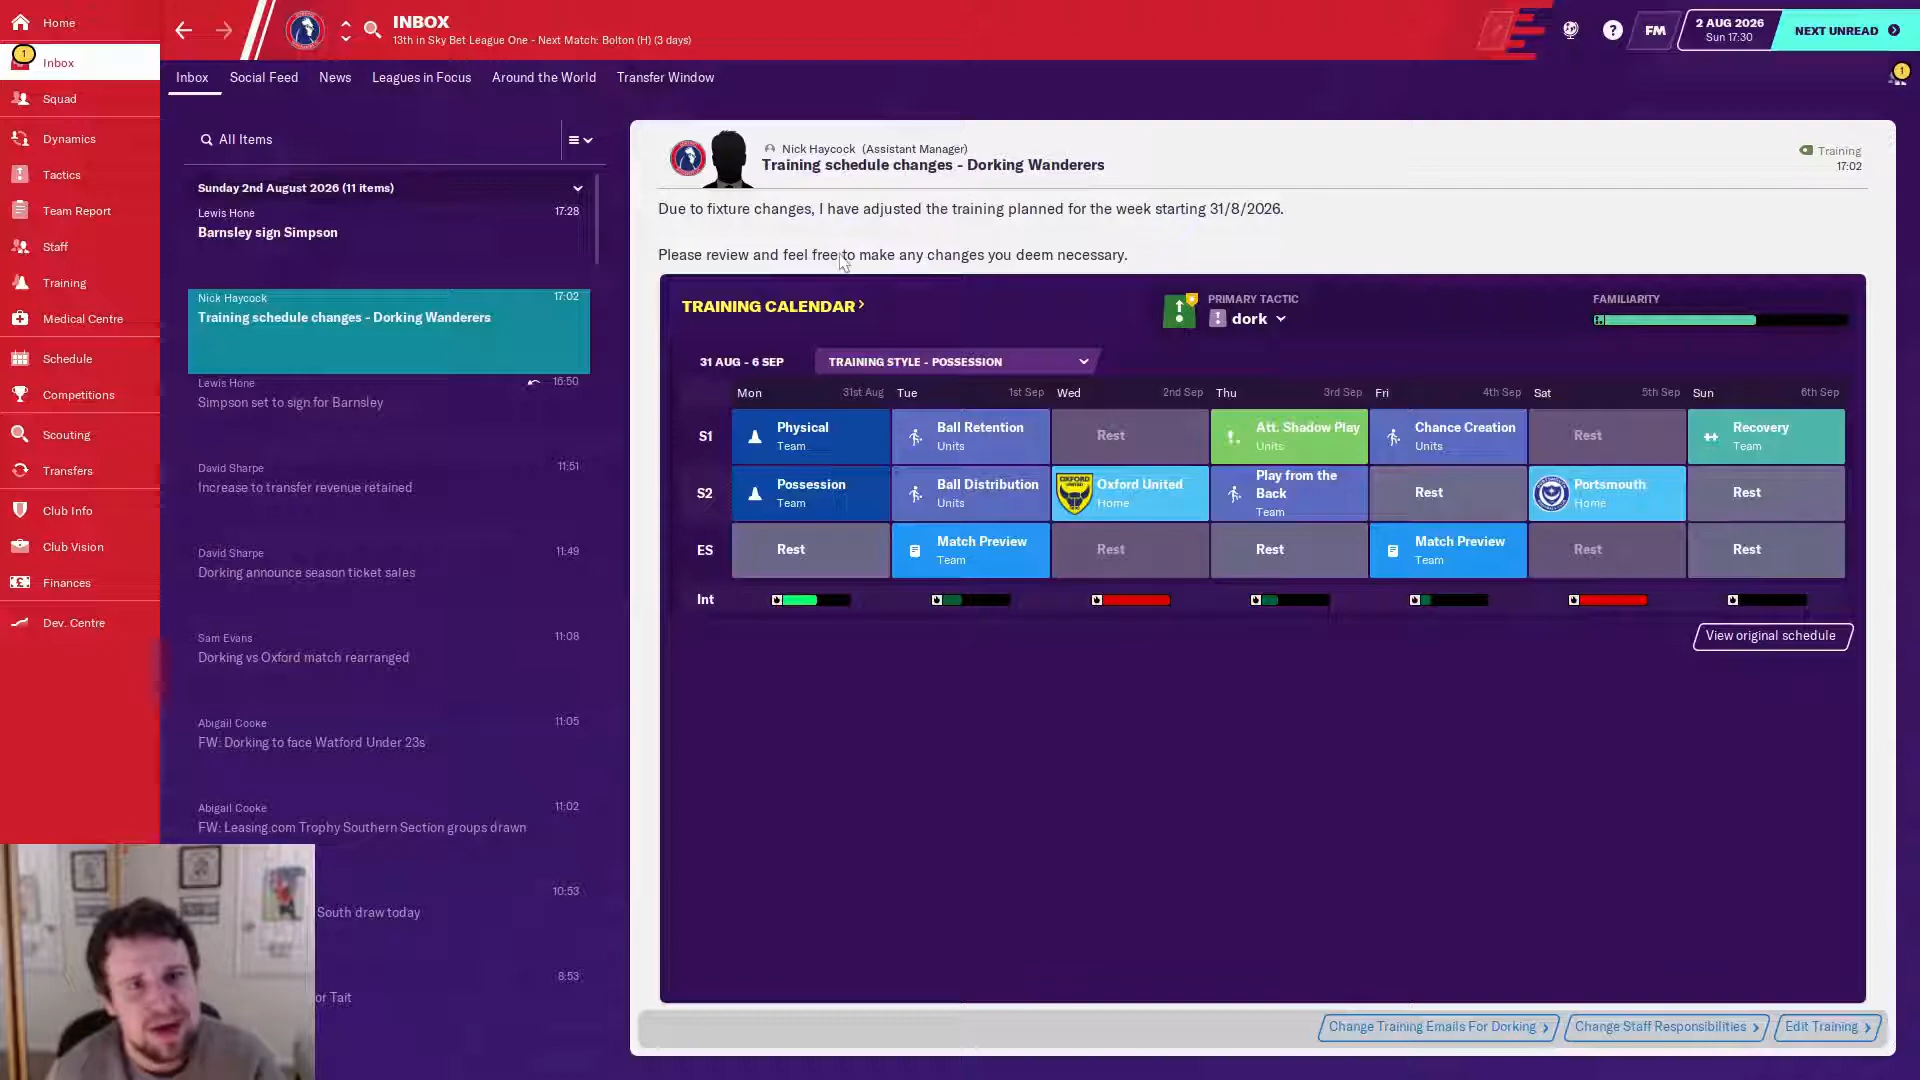 Home
INBOX
13th in Sky Bet League One - Next Match: Bolton (H) (3 days)
FM
2 AUG 2026
Sun 17:30
NEXT UNREAD
1
Inbox
Squad
Dynamics
Tactics
Team Report
Staff
Training
Medical Centre
Schedule
Competitions
Scouting
Transfers
Club Info
Club Vision
Finances
Dev. Centre
Inbox Social Feed News Leagues in Focus Around the World Transfer Window
1
All Items
Sunday 2nd August 2026 (11 items)
Lewis Hone 17:28
Barnsley sign Simpson
Nick Haycock 17:02
Training schedule changes - Dorking Wanderers
Lewis Hone 16:50
Simpson set to sign for Barnsley
David Sharpe 11:51
Increase to transfer revenue retained
David Sharpe 11:49
Dorking announce season ticket sales
Sam Evans 11:08
Dorking vs Oxford match rearranged
Abigail Cooke 11:05
FW: Dorking to face Watford Under 23s
Abigail Cooke 11:02
FW: Leasing.com Trophy Southern Section groups drawn
10:53
South draw today
8:53
or Tait
Nick Haycock (Assistant Manager)
Training schedule changes - Dorking Wanderers
Training
17:02
Due to fixture changes, I have adjusted the training planned for the week starting 31/8/2026.
Please review and feel free to make any changes you deem necessary.
TRAINING CALENDAR
PRIMARY TACTIC
dork
FAMILIARITY
31 AUG - 6 SEP TRAINING STYLE - POSSESSION
Mon 31st Aug Tue 1st Sep Wed 2nd Sep Thu 3rd Sep Fri 4th Sep Sat 5th Sep Sun 6th Sep
S1 Physical Team Ball Retention Units Rest Att. Shadow Play Units Chance Creation Units Rest Recovery Team
S2 Possession Team Ball Distribution Units Oxford United Home Play from the Back Team Rest Portsmouth Home Rest
ES Rest Match Preview Team Rest Rest Match Preview Team Rest Rest
Int
View original schedule
Change Training Emails For Dorking Change Staff Responsibilities Edit Training